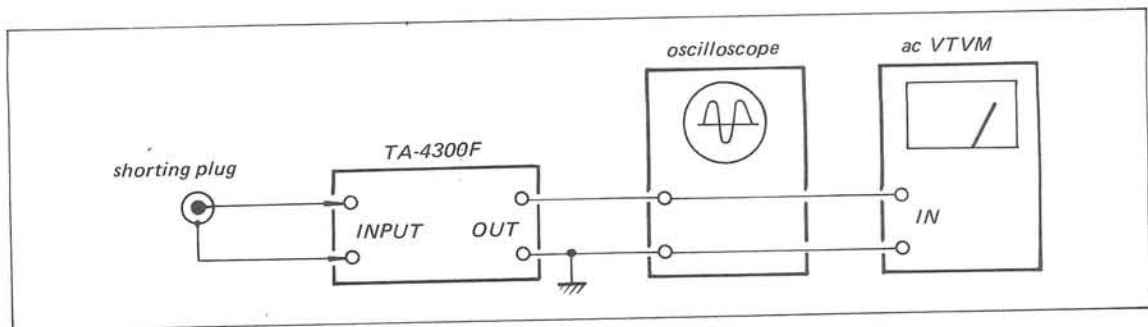 oscilloscope
ac VTVM
TA-4300F
shorting plug
INPUT
OUT
IN